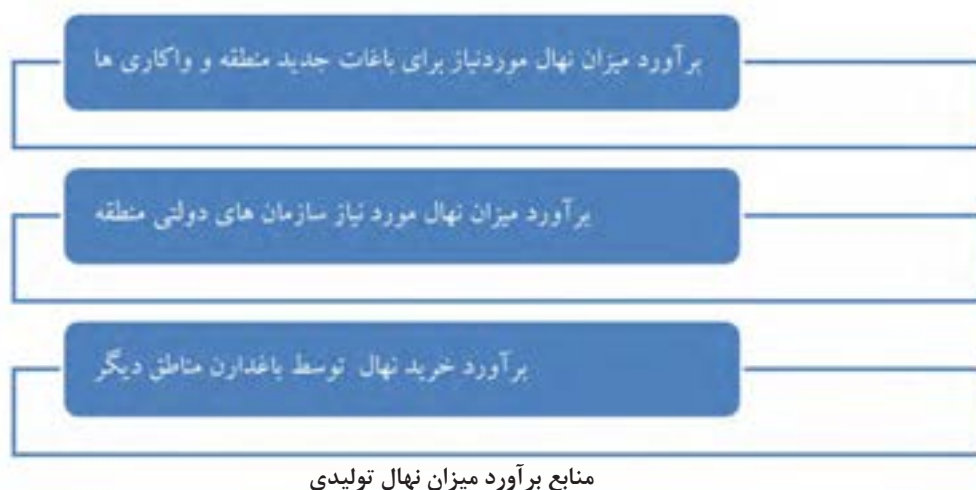 برآورد میزان نهال موردنیاز برای باغات جدید منطقه و واکاری ها
برآورد میزان نهال مورد نیاز سازمان های دولتی منطقه
برآورد خرید نهال توسط باغدارن مناطق دیگر
منابع برآورد میزان نهال تولیدی